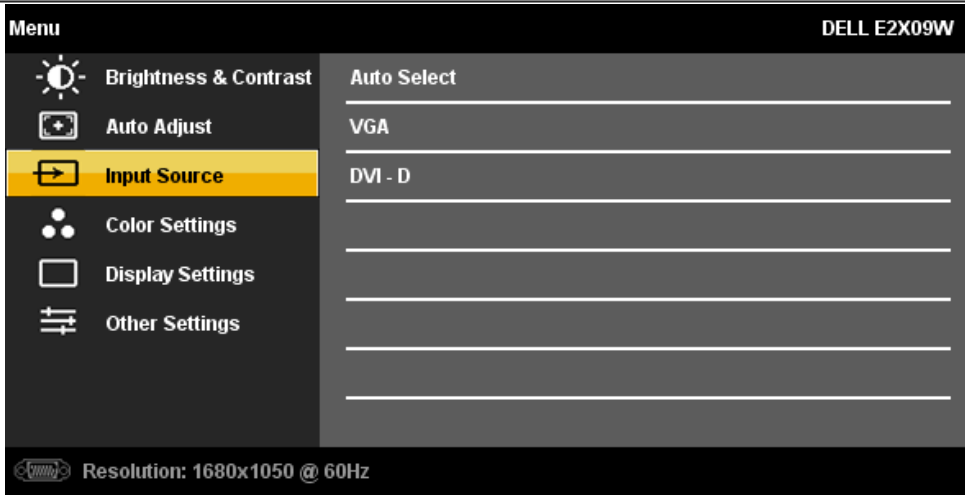 Menu DELL E2X09W
Brightness & Contrast Auto Select
Auto Adjust VGA
Input Source DVI - D
Color Settings
Display Settings
Other Settings
Resolution: 1680x1050 @ 60Hz